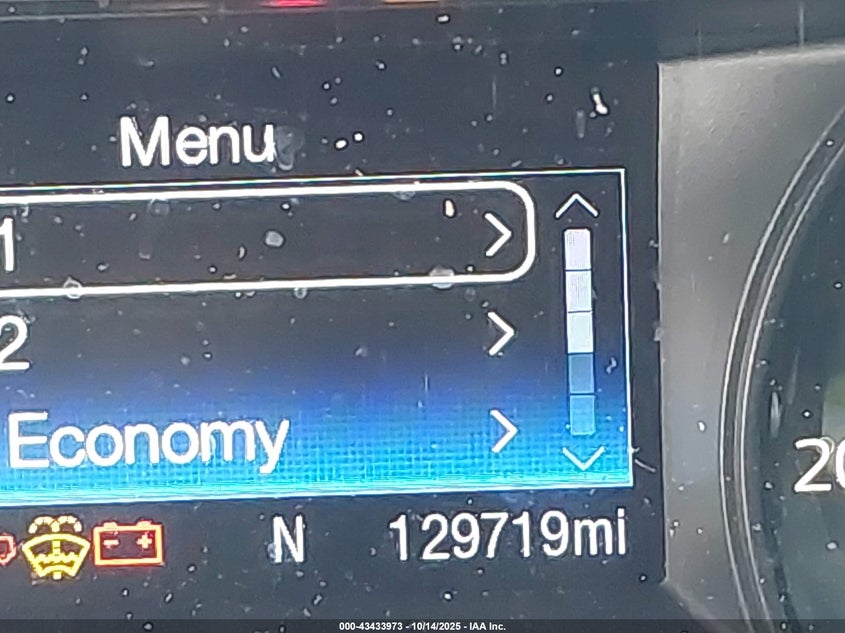 Menu
1
2
Economy
N 129719mi
20
000-43433973 - 10/14/2025 - IAA Inc.